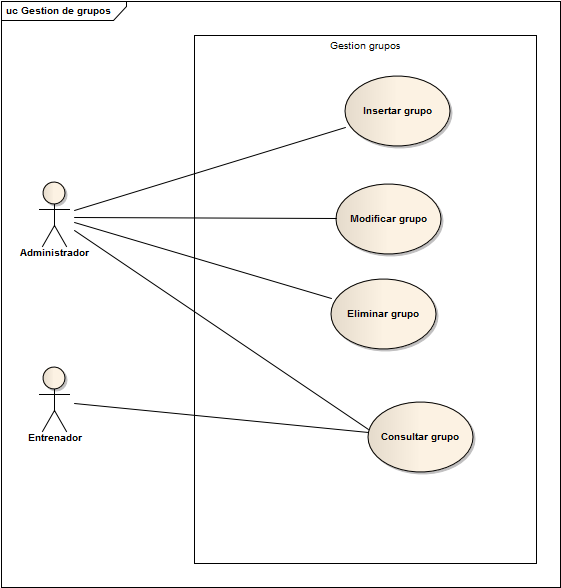 uc Gestion de grupos
Gestion grupos
Insertar grupo
Modificar grupo
Administrador
Eliminar grupo
Entrenador
Consultar grupo